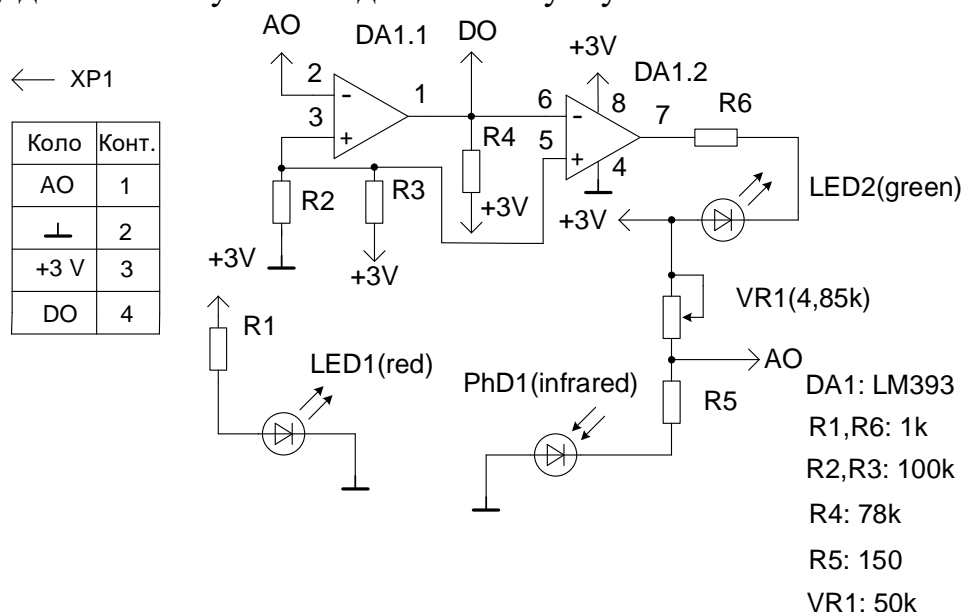 XP1
Коло Конт.
AO 1
⊥ 2
+3 V 3
DO 4
AO
DA1.1
DO
2
3
-
+
1
+3V
DA1.2
8
6
5
-
+
7
4
R6
R4
+3V
R2
R3
+3V
LED2(green)
+3V
+3V
R1
LED1(red)
VR1(4,85k)
AO
PhD1(infrared)
R5
DA1: LM393
R1,R6: 1k
R2,R3: 100k
R4: 78k
R5: 150
VR1: 50k